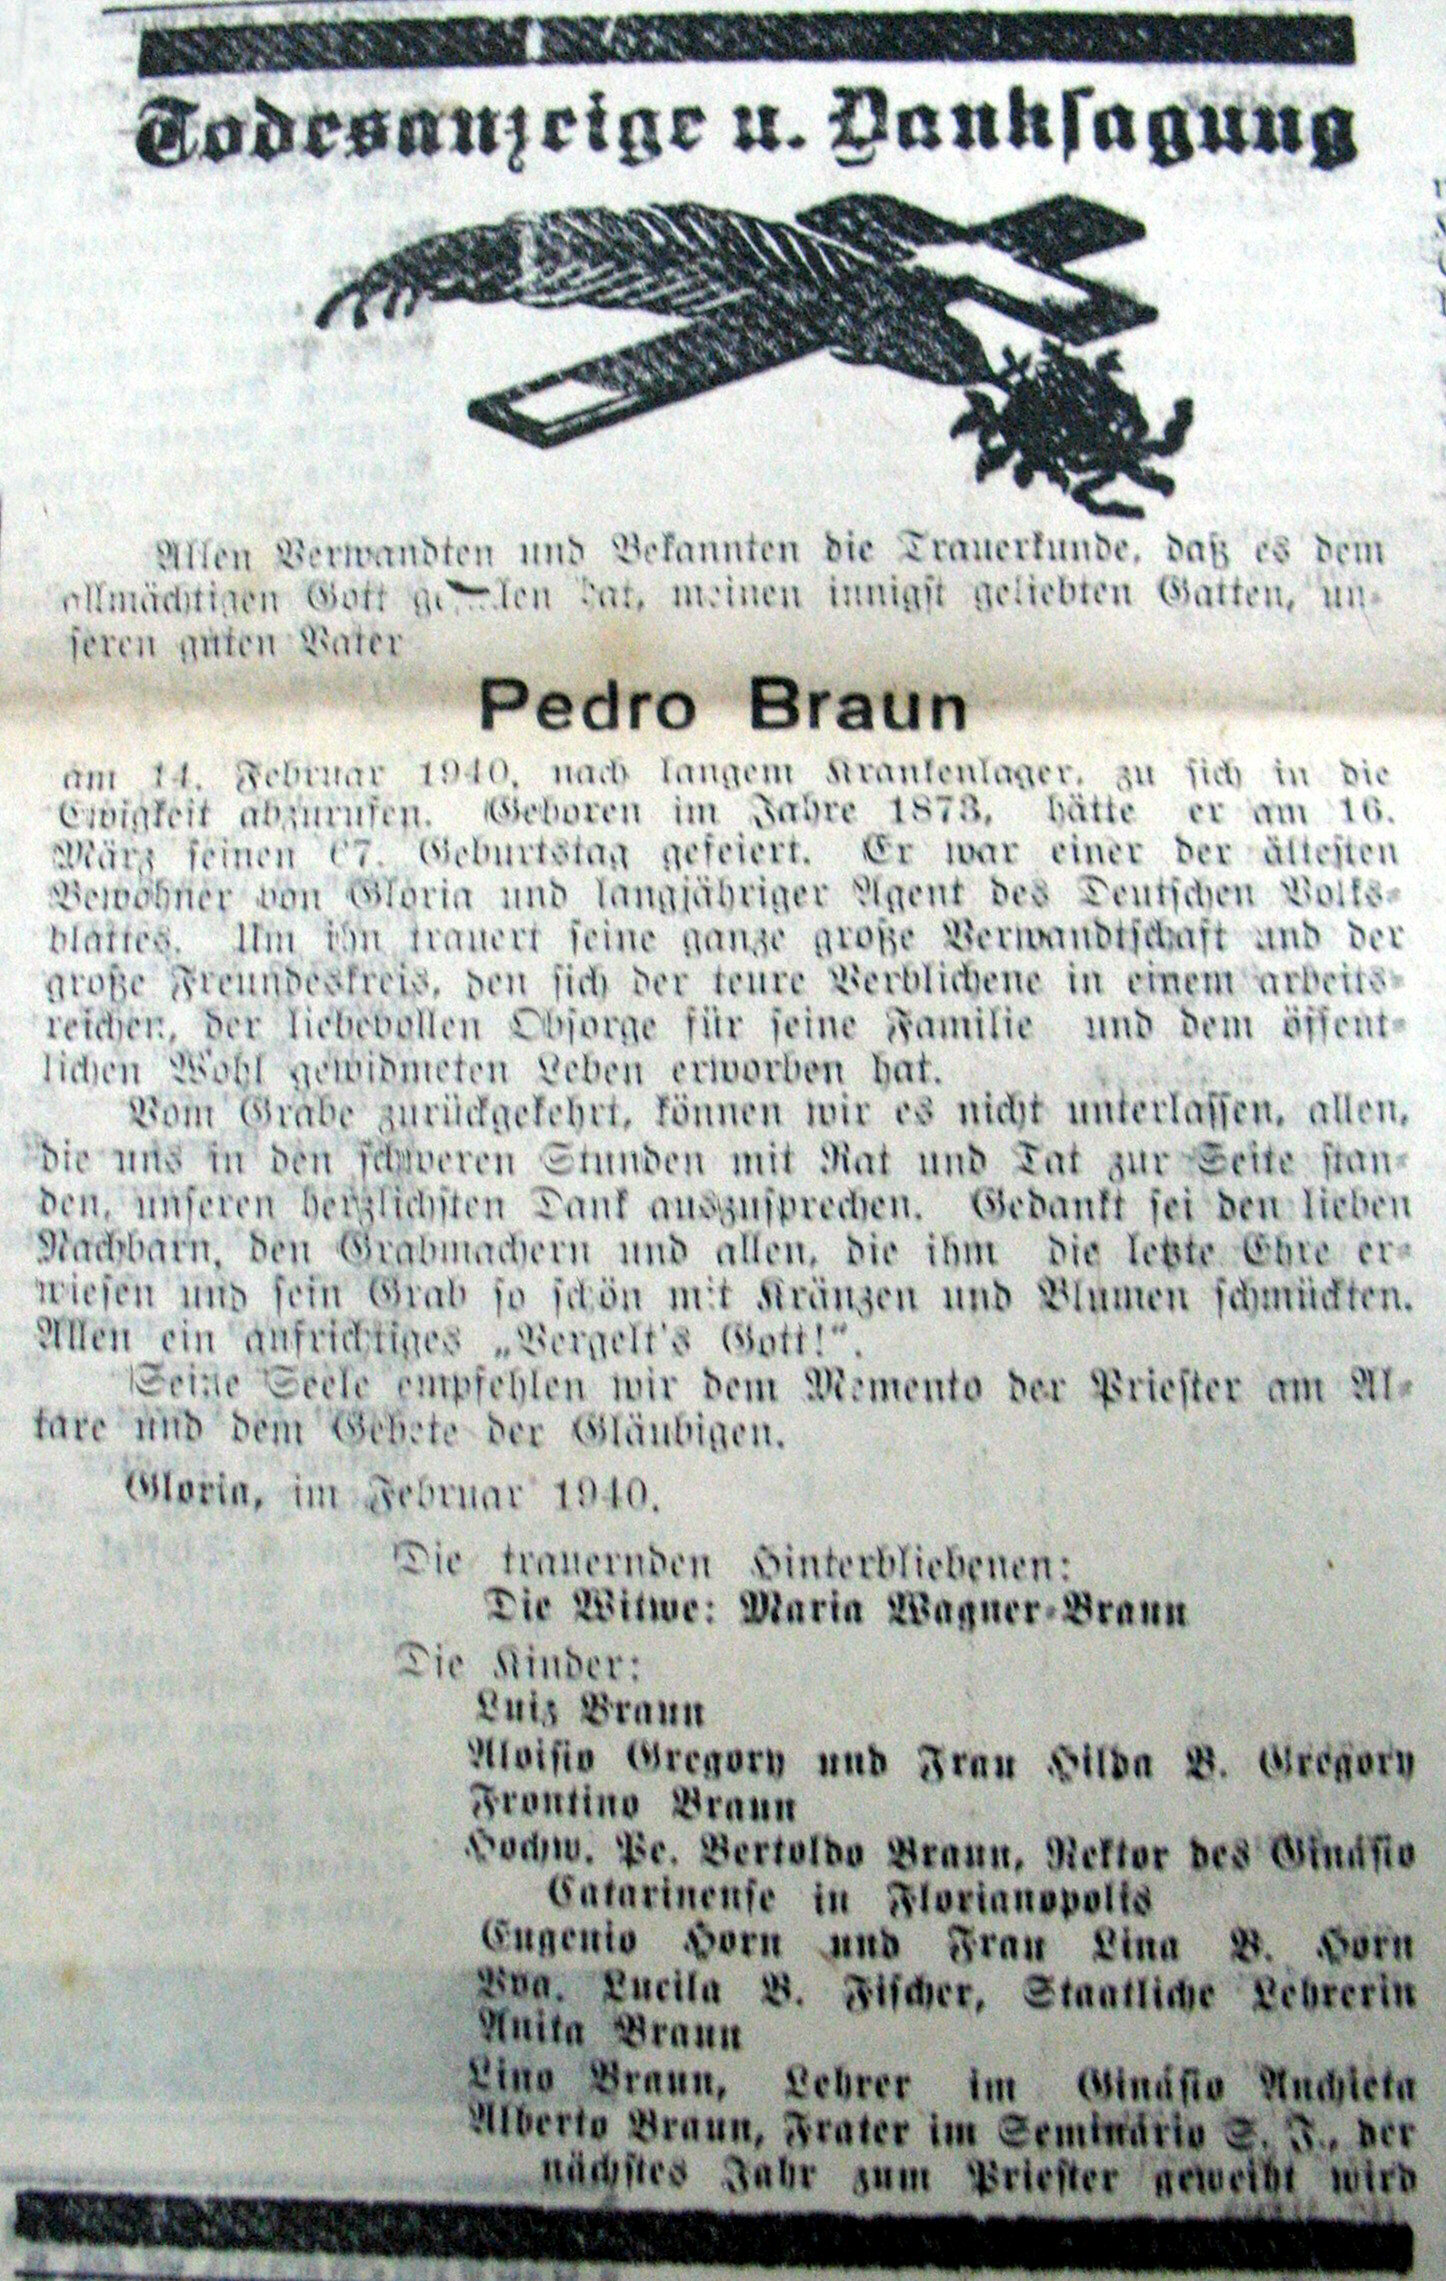 Todesanzeige u. Danksagung
Allen Verwandten und Bekannten die Trauerkunde, daß es dem
allmächtigen Gott gefallen hat, meinen innigst geliebten Gatten, un-
seren guten Vater
Pedro Braun
am 14. Februar 1940, nach langem Krankenlager, zu sich in die
Ewigkeit abzurufen. Geboren im Jahre 1873, hätte er am 16.
März seinen 67. Geburtstag gefeiert. Er war einer der ältesten
Bewohner von Gloria und langjähriger Agent des Deutschen Volks-
blattes. Um ihn trauert seine ganze große Verwandtschaft und der
große Freundeskreis, den sich der teure Verblichene in einem arbeits-
reichen, der liebevollen Obsorge für seine Familie und dem öffent-
lichen Wohl gewidmeten Leben erworben hat.
Vom Grabe zurückgekehrt, können wir es nicht unterlassen, allen,
die uns in den schweren Stunden mit Rat und Tat zur Seite stan-
den, unseren herzlichsten Dank auszusprechen. Gedankt sei den lieben
Nachbarn, den Grabmachern und allen, die ihm die letzte Ehre er-
wiesen und sein Grab so schön mit Kränzen und Blumen schmückten.
Allen ein aufrichtiges „Vergelt's Gott!".
Seine Seele empfehlen wir dem Memento der Priester am Al-
tare und dem Gebete der Gläubigen.
Gloria, im Februar 1940.
Die trauernden Hinterbliebenen:
Die Witwe: Maria Wagner-Braun
Die Kinder:
Luiz Braun
Aloisio Gregory und Frau Hilda B. Gregory
Frontino Braun
Hochw. Pe. Bertoldo Braun, Rektor des Ginásio
Catarinense in Florianopolis
Eugenio Horn und Frau Lina B. Horn
Vva. Lucila B. Fischer, Staatliche Lehrerin
Anita Braun
Lino Braun, Lehrer im Ginásio Anchieta
Alberto Braun, Frater im Seminário S. J., der
nächstes Jahr zum Priester geweiht wird